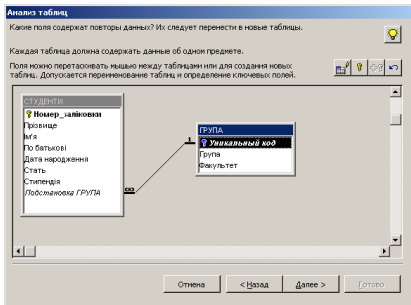 Анализ таблиц
Какие поля содержат повторы данных? Их следует перенести в новые таблицы.
Каждая таблица должна содержать данные об одном предмете.
Поля можно перетаскивать мышью между таблицами или для создания новых
таблиц. Допускается переименование таблиц и определение ключевых полей.
СТУДЕНТИ
Номер_заліковки
Прізвище
Ім'я
По батькові
Дата народження
Стать
Стипендія
Подстановка ГРУПА
1
∞
ГРУПА
Уникальный код
Група
Факультет
Отмена
< Назад
Далее >
Готово